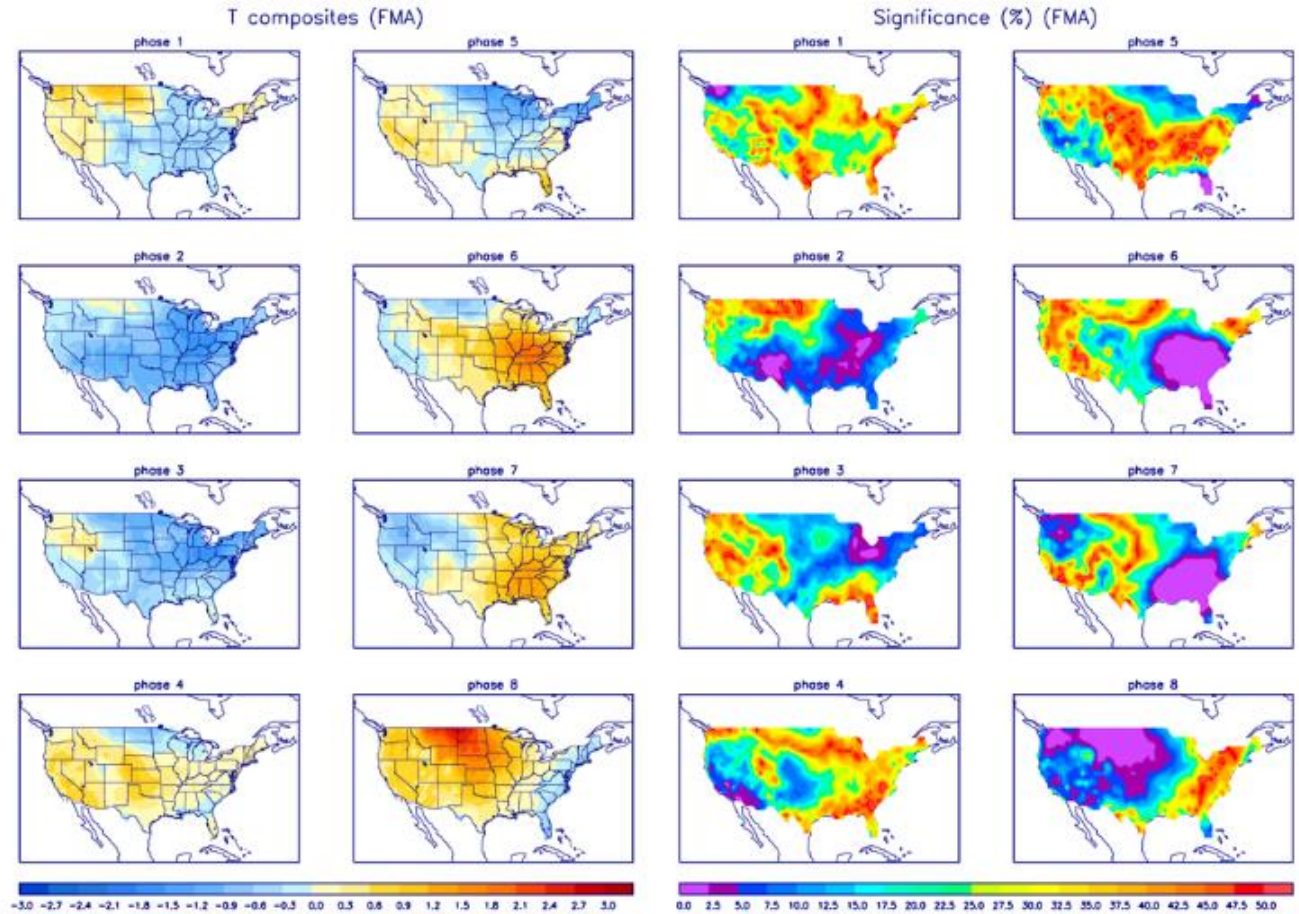 T composites (FMA) Significance (%) (FMA)
phase 1 phase 5 phase 1 phase 5
phase 2 phase 6 phase 2 phase 6
phase 3 phase 7 phase 3 phase 7
phase 4 phase 8 phase 4 phase 8
-3.0 -2.7 -2.4 -2.1 -1.8 -1.5 -1.2 -0.9 -0.6 -0.3 0.0 0.3 0.6 0.9 1.2 1.5 1.8 2.1 2.4 2.7 3.0 0.0 2.5 5.0 7.5 10.0 12.5 15.0 17.5 20.0 22.5 25.0 27.5 30.0 32.5 35.0 37.5 40.0 42.5 45.0 47.5 50.0